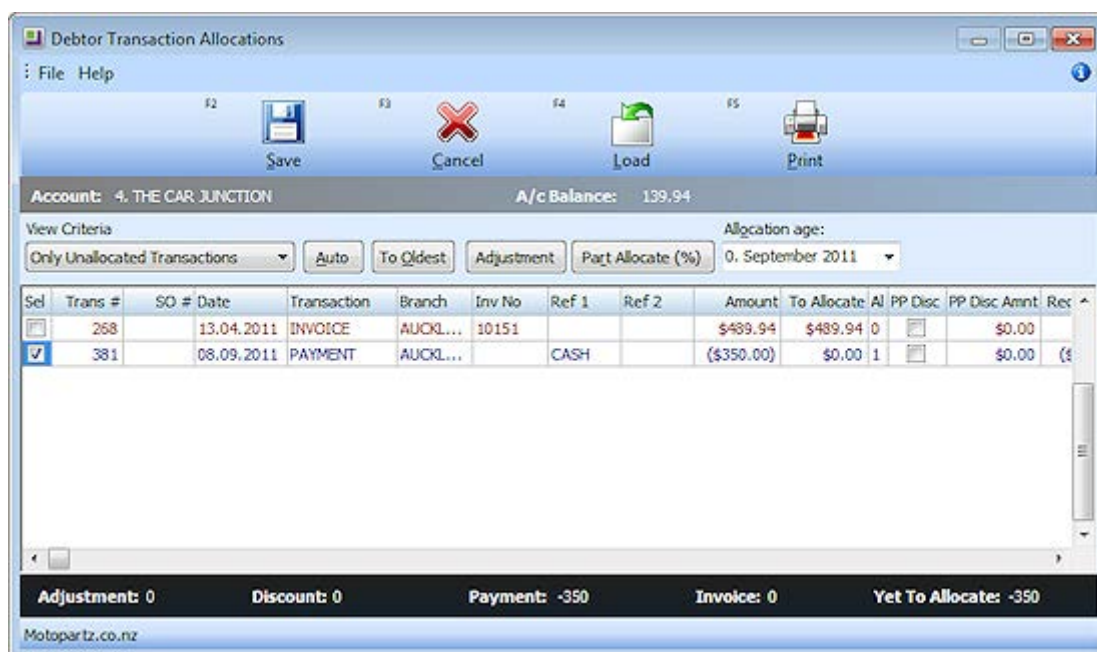 Debtor Transaction Allocations
File Help
F2 F3 F4 F5
Save Cancel Load Print
Account: 4. THE CAR JUNCTION A/c Balance: 139.94
View Criteria Allocation age:
Only Unallocated Transactions Auto To Oldest Adjustment Part Allocate (%) 0. September 2011
Sel Trans # SO # Date Transaction Branch Inv No Ref 1 Ref 2 Amount To Allocate Al PP Disc PP Disc Amnt Rec
268 13.04.2011 INVOICE AUCKL... 10151 $489.94 $489.94 0 $0.00
381 08.09.2011 PAYMENT AUCKL... CASH ($350.00) $0.00 1 $0.00 ($
Adjustment: 0 Discount: 0 Payment: -350 Invoice: 0 Yet To Allocate: -350
Motopartz.co.nz